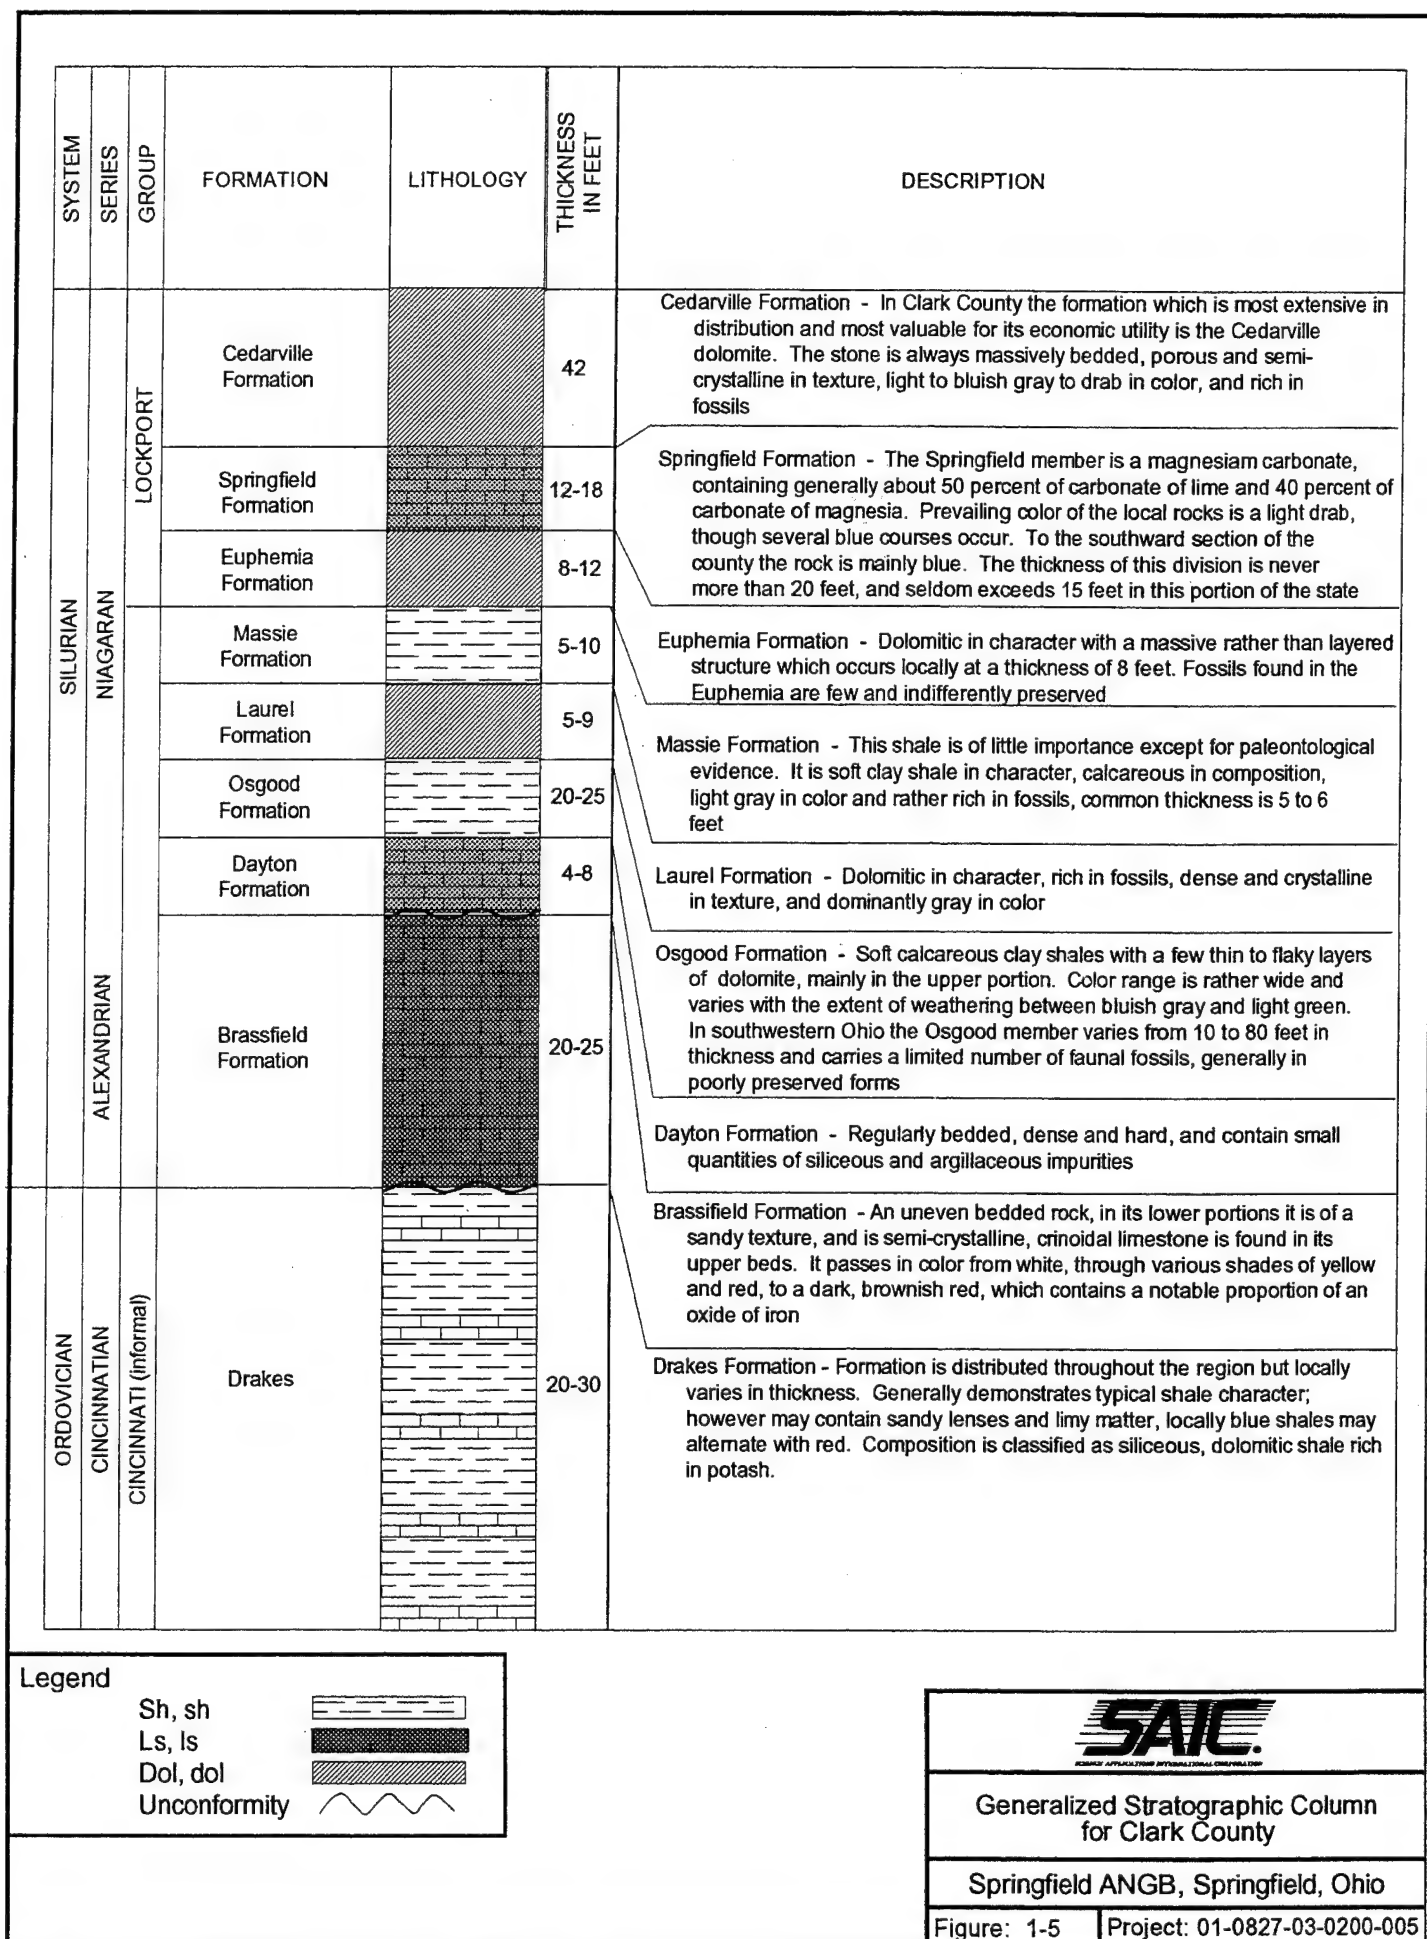 SYSTEM
SERIES
GROUP
FORMATION
LITHOLOGY
THICKNESS
IN FEET
DESCRIPTION
SILURIAN
NIAGARAN
ALEXANDRIAN
LOCKPORT
ORDOVICIAN
CINCINNATIAN
CINCINNATI (informal)
Cedarville
Formation
42
Cedarville Formation - In Clark County the formation which is most extensive in
distribution and most valuable for its economic utility is the Cedarville
dolomite. The stone is always massively bedded, porous and semi-
crystalline in texture, light to bluish gray to drab in color, and rich in
fossils
Springfield
Formation
12-18
Springfield Formation - The Springfield member is a magnesiam carbonate,
containing generally about 50 percent of carbonate of lime and 40 percent of
carbonate of magnesia. Prevailing color of the local rocks is a light drab,
though several blue courses occur. To the southward section of the
county the rock is mainly blue. The thickness of this division is never
more than 20 feet, and seldom exceeds 15 feet in this portion of the state
Euphemia
Formation
8-12
Euphemia Formation - Dolomitic in character with a massive rather than layered
structure which occurs locally at a thickness of 8 feet. Fossils found in the
Euphemia are few and indifferently preserved
Massie
Formation
5-10
Massie Formation - This shale is of little importance except for paleontological
evidence. It is soft clay shale in character, calcareous in composition,
light gray in color and rather rich in fossils, common thickness is 5 to 6
feet
Laurel
Formation
5-9
Laurel Formation - Dolomitic in character, rich in fossils, dense and crystalline
in texture, and dominantly gray in color
Osgood
Formation
20-25
Osgood Formation - Soft calcareous clay shales with a few thin to flaky layers
of dolomite, mainly in the upper portion. Color range is rather wide and
varies with the extent of weathering between bluish gray and light green.
In southwestern Ohio the Osgood member varies from 10 to 80 feet in
thickness and carries a limited number of faunal fossils, generally in
poorly preserved forms
Dayton
Formation
4-8
Dayton Formation - Regularly bedded, dense and hard, and contain small
quantities of siliceous and argillaceous impurities
Brassfield
Formation
20-25
Brassifield Formation - An uneven bedded rock, in its lower portions it is of a
sandy texture, and is semi-crystalline, crinoidal limestone is found in its
upper beds. It passes in color from white, through various shades of yellow
and red, to a dark, brownish red, which contains a notable proportion of an
oxide of iron
Drakes
20-30
Drakes Formation - Formation is distributed throughout the region but locally
varies in thickness. Generally demonstrates typical shale character;
however may contain sandy lenses and limy matter, locally blue shales may
alternate with red. Composition is classified as siliceous, dolomitic shale rich
in potash.
Legend
Sh, sh
Ls, ls
Dol, dol
Unconformity
SAIC.
SCIENCE APPLICATIONS INTERNATIONAL CORPORATION
Generalized Stratographic Column
for Clark County
Springfield ANGB, Springfield, Ohio
Figure: 1-5
Project: 01-0827-03-0200-005